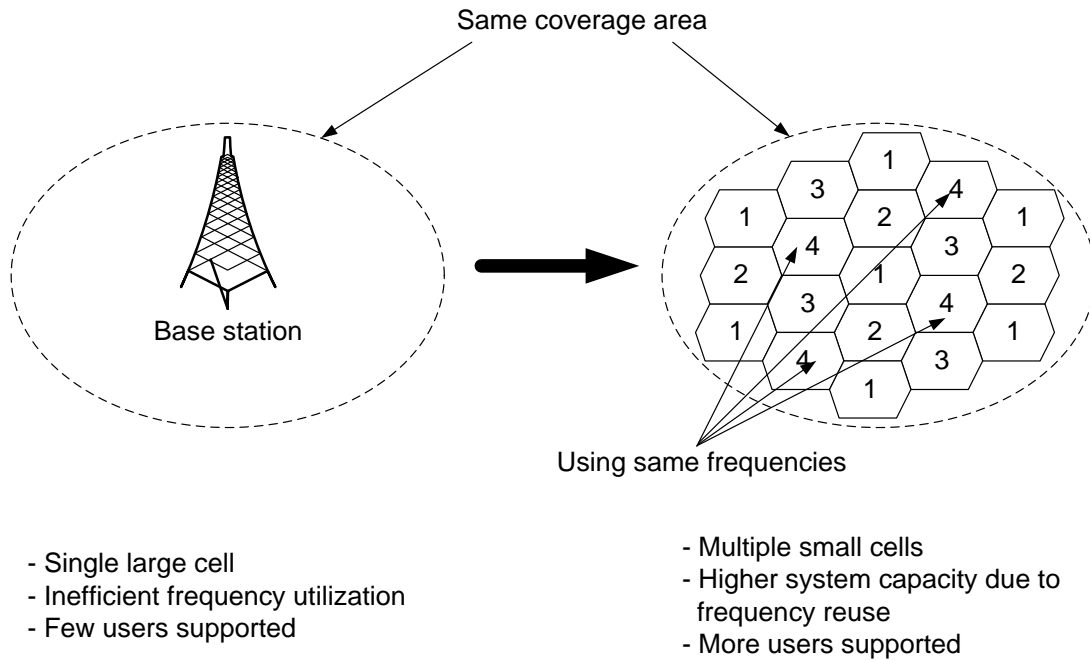 Same coverage area
1
3 4
1 2 1
4 3
2 1 2
3 4
1 2 1
4 3
1
Base station
Using same frequencies
- Single large cell
- Inefficient frequency utilization
- Few users supported
- Multiple small cells
- Higher system capacity due to
frequency reuse
- More users supported